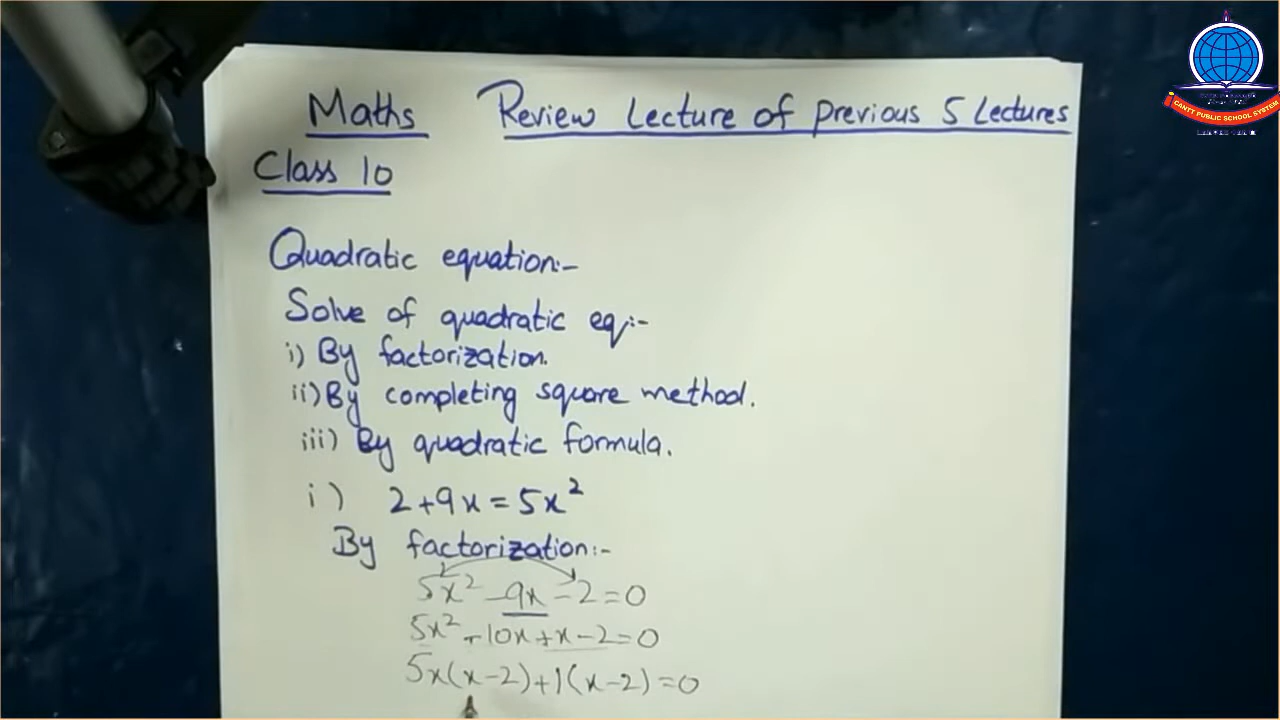 Maths Review Lecture of previous 5 Lectures
Class 10
Quadratic equation:-
Solve of quadratic eq:-
i) By factorization.
ii) By completing square method.
iii) By quadratic formula.
i) 2+9x=5x²
By factorization:-
5x²-9x-2=0
5x²-10x+x-2=0
5x(x-2)+1(x-2)=0
CANTT PUBLIC SCHOOL SYSTEM